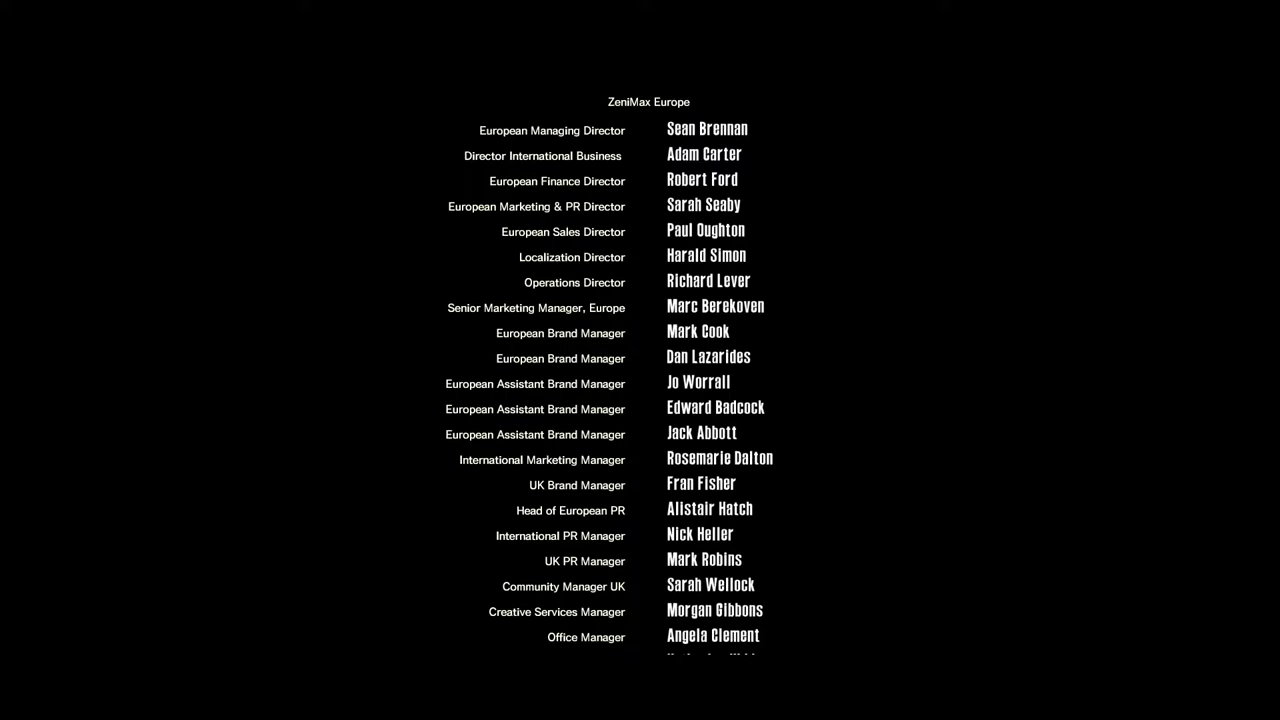 ZeniMax Europe
European Managing Director Sean Brennan
Director International Business Adam Carter
European Finance Director Robert Ford
European Marketing & PR Director Sarah Seaby
European Sales Director Paul Oughton
Localization Director Harald Simon
Operations Director Richard Lever
Senior Marketing Manager, Europe Marc Berekoven
European Brand Manager Mark Cook
European Brand Manager Dan Lazarides
European Assistant Brand Manager Jo Worrall
European Assistant Brand Manager Edward Badcock
European Assistant Brand Manager Jack Abbott
International Marketing Manager Rosemarie Dalton
UK Brand Manager Fran Fisher
Head of European PR Alistair Hatch
International PR Manager Nick Heller
UK PR Manager Mark Robins
Community Manager UK Sarah Wellock
Creative Services Manager Morgan Gibbons
Office Manager Angela Clement